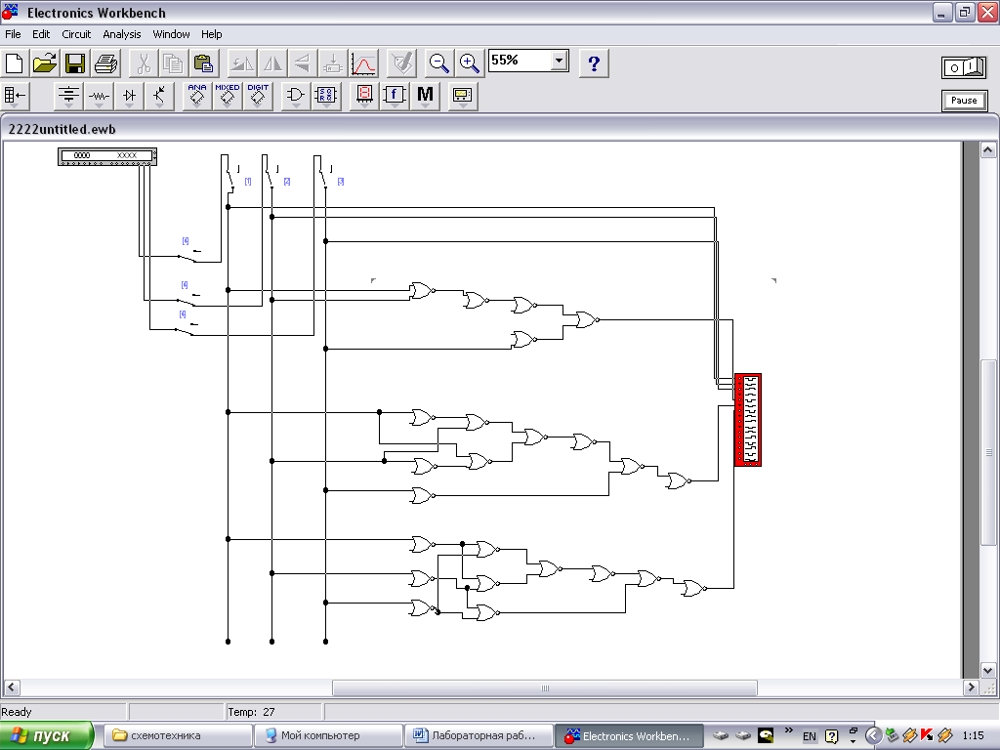 Electronics Workbench
File Edit Circuit Analysis Window Help
55%
?
ANA MIXED DIGIT
f M
Pause
2222untitled.ewb
0000 XXXX
[1] [2] [3]
[4]
[4]
[4]
Ready
Temp: 27
пуск
схемотехника
Мой компьютер
Лабораторная раб...
Electronics Workben...
EN
1:15